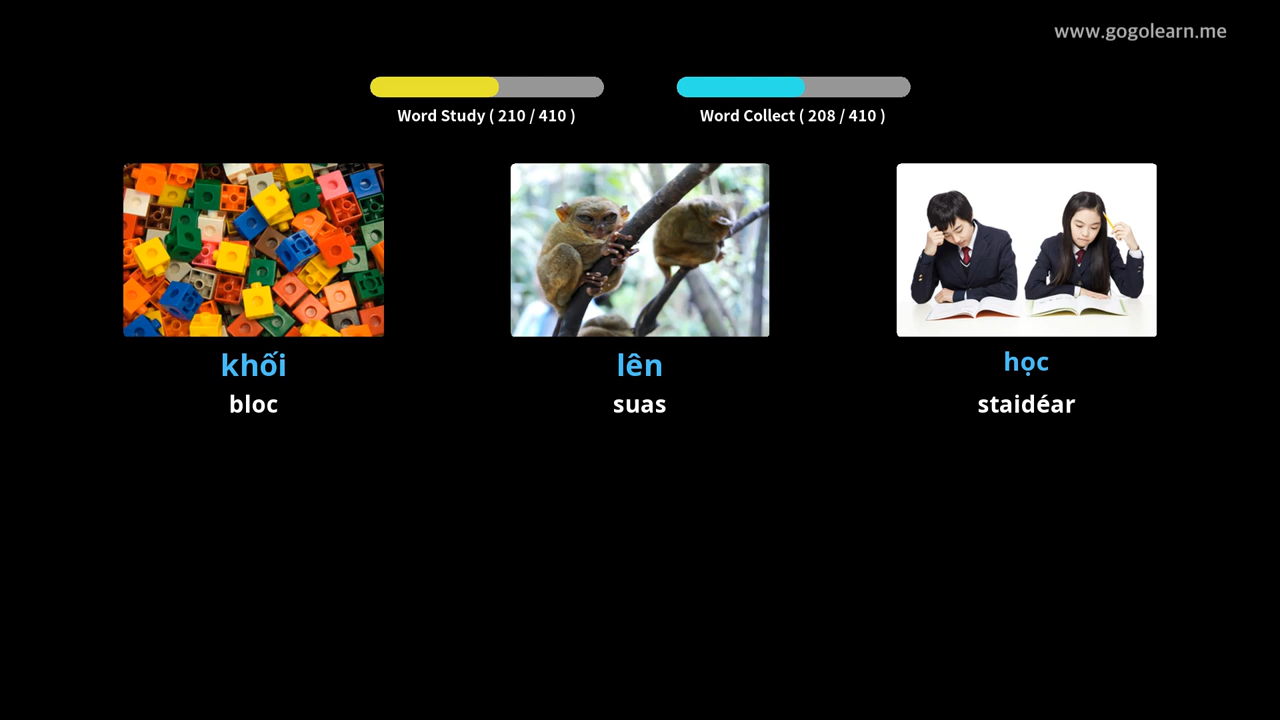 www.gogolearn.me
Word Study ( 210 / 410 )
Word Collect ( 208 / 410 )
khối
bloc
lên
suas
học
staidéar